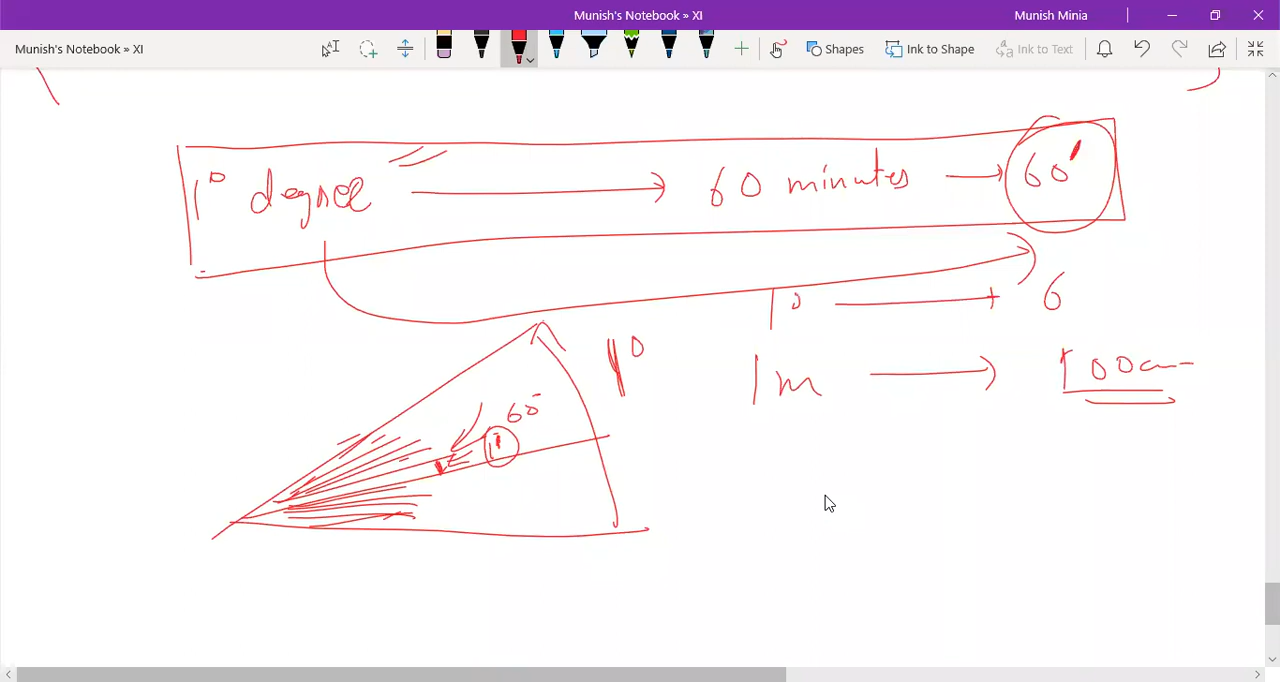 Munish's Notebook » XI
Munish Minia
Munish's Notebook » XI
Shapes
Ink to Shape
Ink to Text
1° degree → 60 minutes → 60'
1° → 6
1°
1m → 100cm
60'
1'